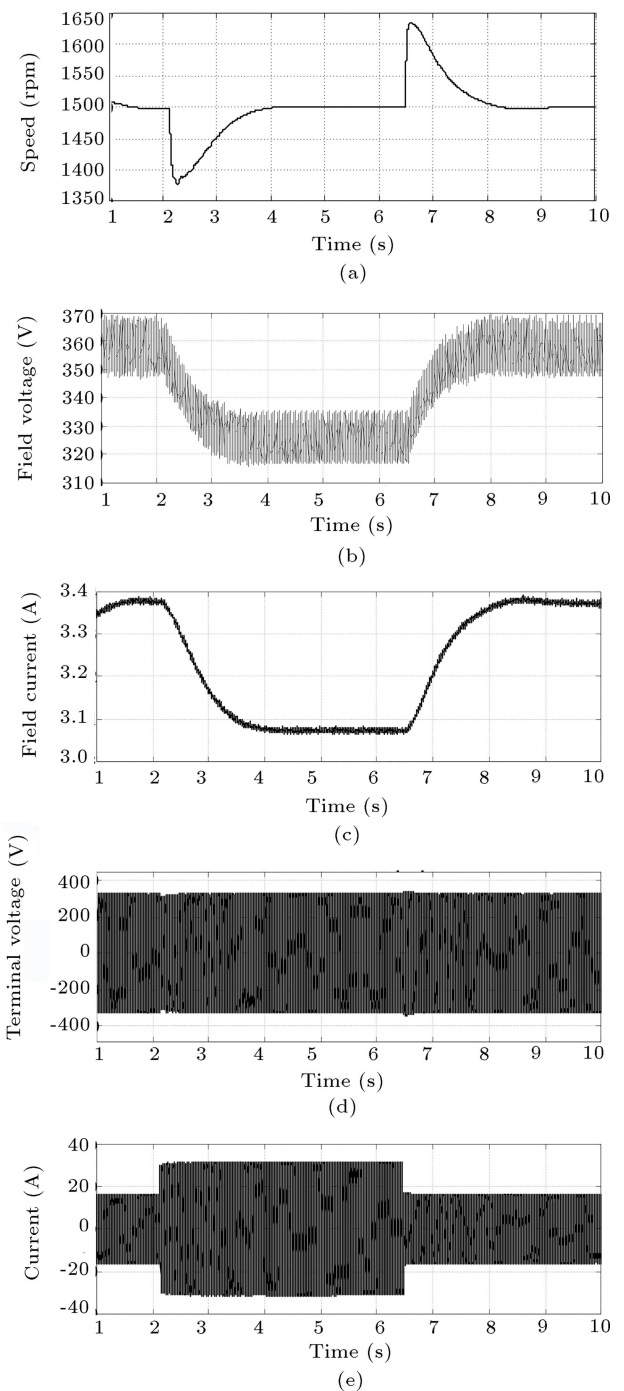 Speed (rpm)
1650
1600
1550
1500
1450
1400
1350
1 2 3 4 5 6 7 8 9 10
Time (s)
(a)
Field voltage (V)
370
360
350
340
330
320
310
1 2 3 4 5 6 7 8 9 10
Time (s)
(b)
Field current (A)
3.4
3.3
3.2
3.1
3.0
1 2 3 4 5 6 7 8 9 10
Time (s)
(c)
Terminal voltage (V)
400
200
0
-200
-400
1 2 3 4 5 6 7 8 9 10
Time (s)
(d)
Current (A)
40
20
0
-20
-40
1 2 3 4 5 6 7 8 9 10
Time (s)
(e)